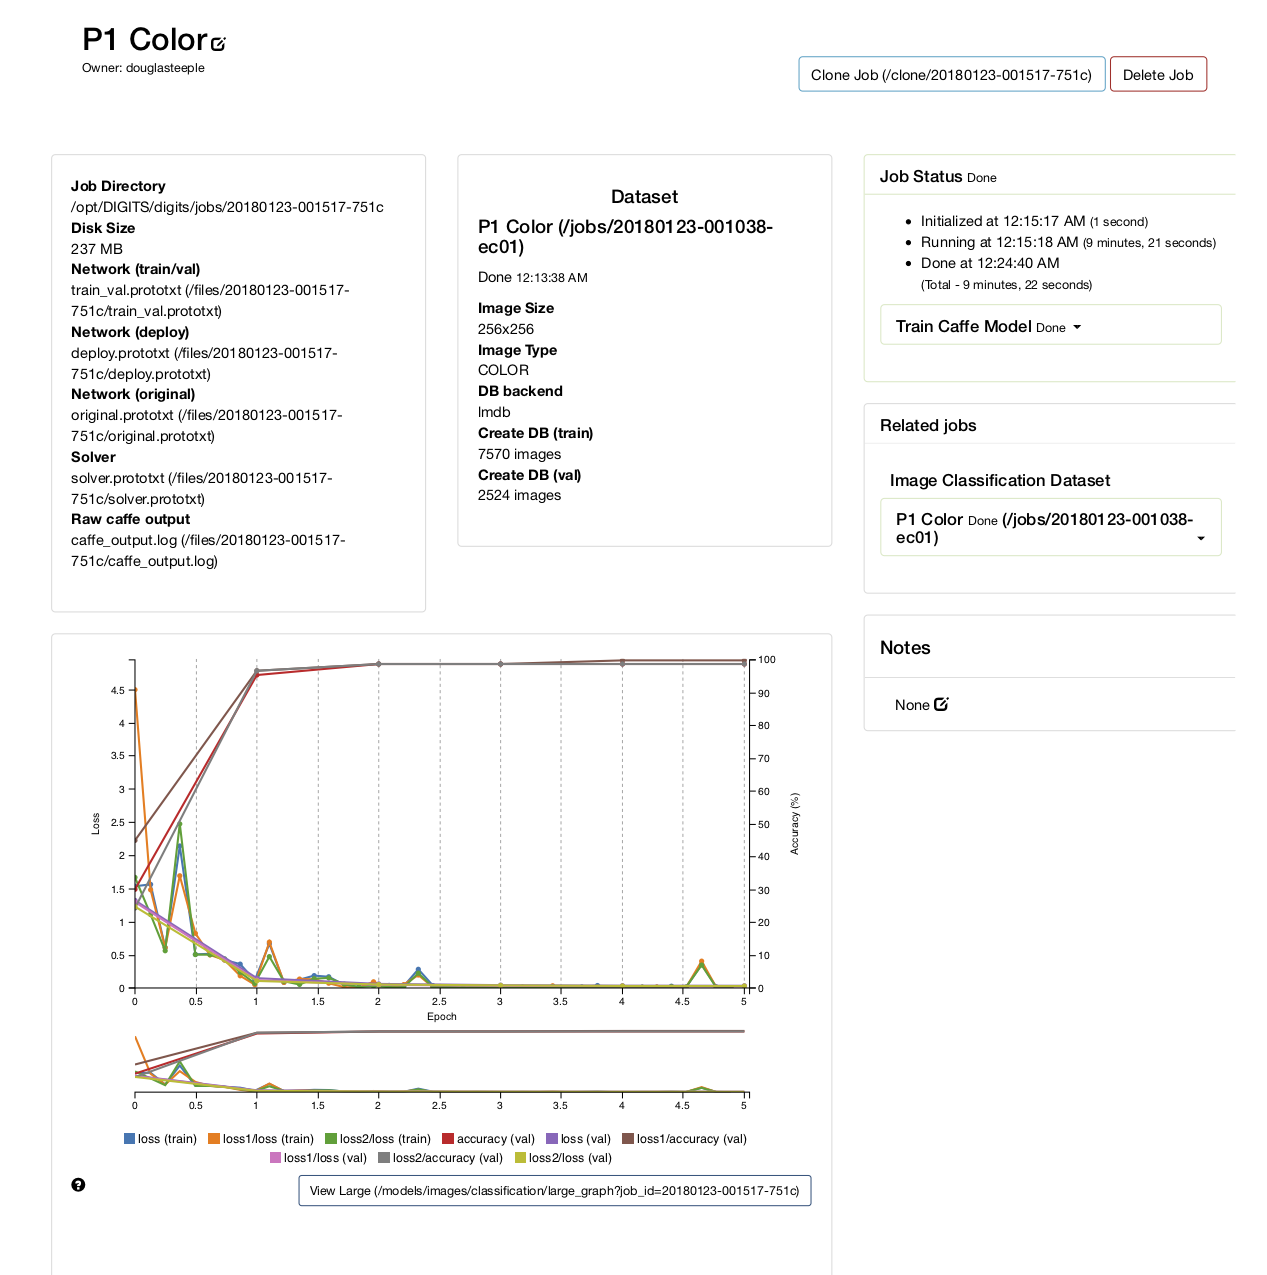 P1 Color
Owner: douglasteeple
Clone Job (/clone/20180123-001517-751c)
Delete Job
Job Directory
/opt/DIGITS/digits/jobs/20180123-001517-751c
Disk Size
237 MB
Network (train/val)
train_val.prototxt (/files/20180123-001517-
751c/train_val.prototxt)
Network (deploy)
deploy.prototxt (/files/20180123-001517-
751c/deploy.prototxt)
Network (original)
original.prototxt (/files/20180123-001517-
751c/original.prototxt)
Solver
solver.prototxt (/files/20180123-001517-
751c/solver.prototxt)
Raw caffe output
caffe_output.log (/files/20180123-001517-
751c/caffe_output.log)
Dataset
P1 Color (/jobs/20180123-001038-
ec01)
Done 12:13:38 AM
Image Size
256x256
Image Type
COLOR
DB backend
lmdb
Create DB (train)
7570 images
Create DB (val)
2524 images
Job Status Done
Initialized at 12:15:17 AM (1 second)
Running at 12:15:18 AM (9 minutes, 21 seconds)
Done at 12:24:40 AM
(Total - 9 minutes, 22 seconds)
Train Caffe Model Done
Related jobs
Image Classification Dataset
P1 Color Done (/jobs/20180123-001038-
ec01)
Notes
None
4.5
4
3.5
3
2.5
2
1.5
1
0.5
0
Loss
100
90
80
70
60
50
40
30
20
10
0
Accuracy (%)
0 0.5 1 1.5 2 2.5 3 3.5 4 4.5 5
Epoch
0 0.5 1 1.5 2 2.5 3 3.5 4 4.5 5
loss (train) loss1/loss (train) loss2/loss (train) accuracy (val) loss (val) loss1/accuracy (val)
loss1/loss (val) loss2/accuracy (val) loss2/loss (val)
?
View Large (/models/images/classification/large_graph?job_id=20180123-001517-751c)